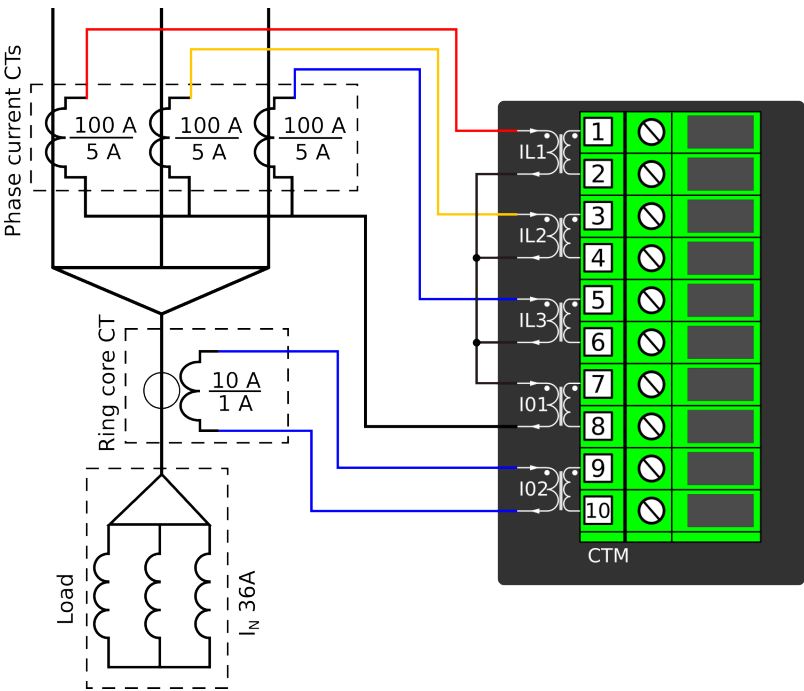 Phase current CTs
100 A
5 A
100 A
5 A
100 A
5 A
IL1
1
2
IL2
3
4
IL3
5
6
I01
7
8
I02
9
10
CTM
Ring core CT
10 A
1 A
Load
IN 36A